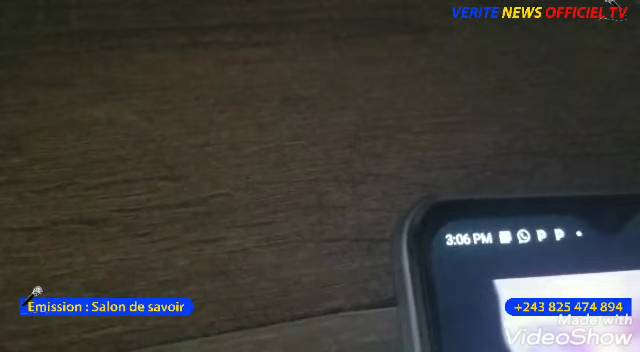 VERITE NEWS OFFICIEL TV
3:06 PM
Emission : Salon de savoir
+243 825 474 894
Made with
VideoShow